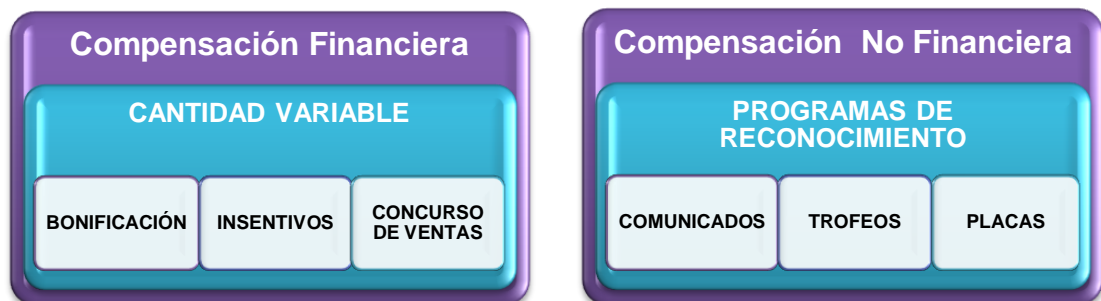 Compensación Financiera
CANTIDAD VARIABLE
BONIFICACIÓN
INSENTIVOS
CONCURSO
DE VENTAS
Compensación No Financiera
PROGRAMAS DE
RECONOCIMIENTO
COMUNICADOS
TROFEOS
PLACAS